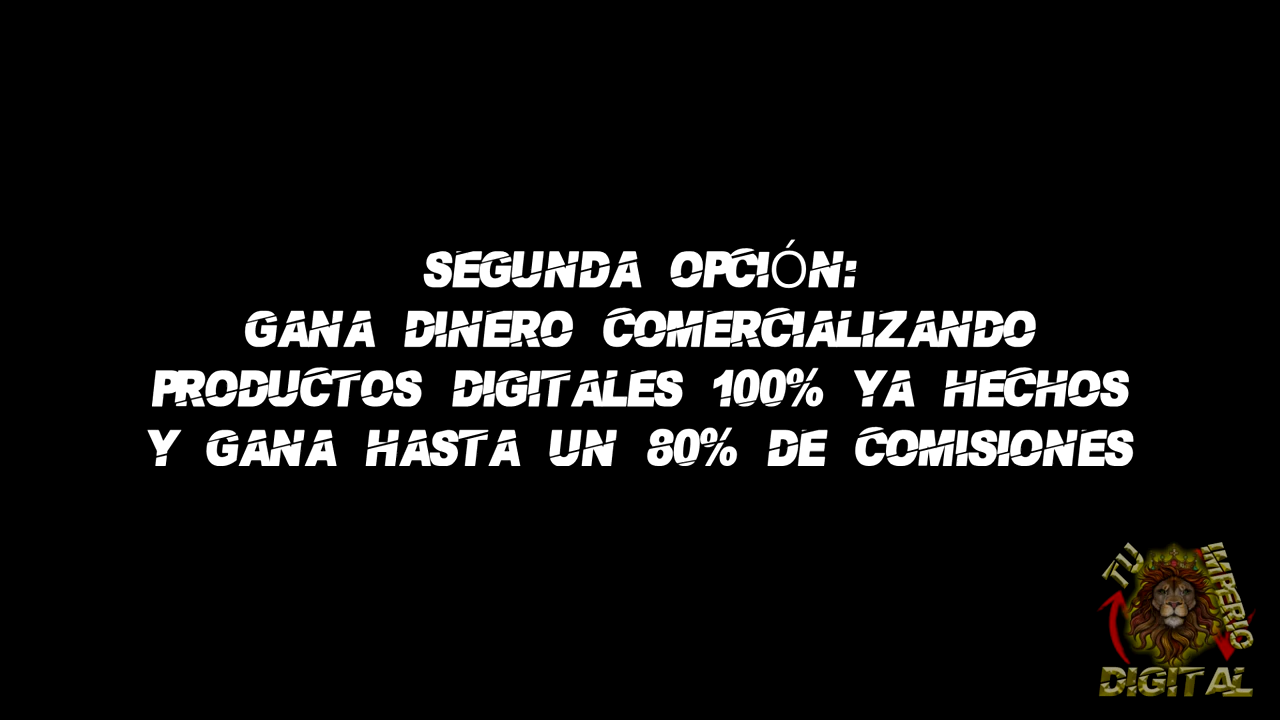 SEGUNDA OPCIÓN:
GANA DINERO COMERCIALIZANDO
PRODUCTOS DIGITALES 100% YA HECHOS
Y GANA HASTA UN 80% DE COMISIONES
TU IMPERIO
DIGITAL